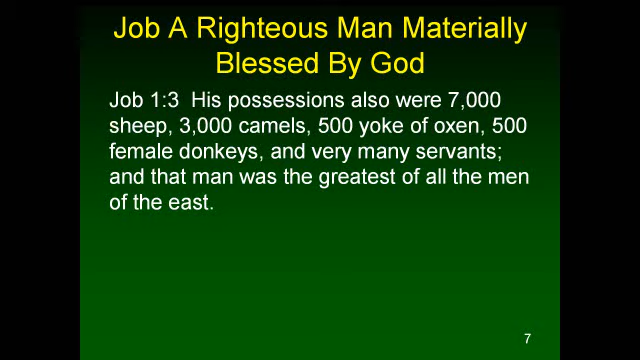 Job A Righteous Man Materially
Blessed By God
Job 1:3  His possessions also were 7,000
sheep, 3,000 camels, 500 yoke of oxen, 500
female donkeys, and very many servants;
and that man was the greatest of all the men
of the east.
7